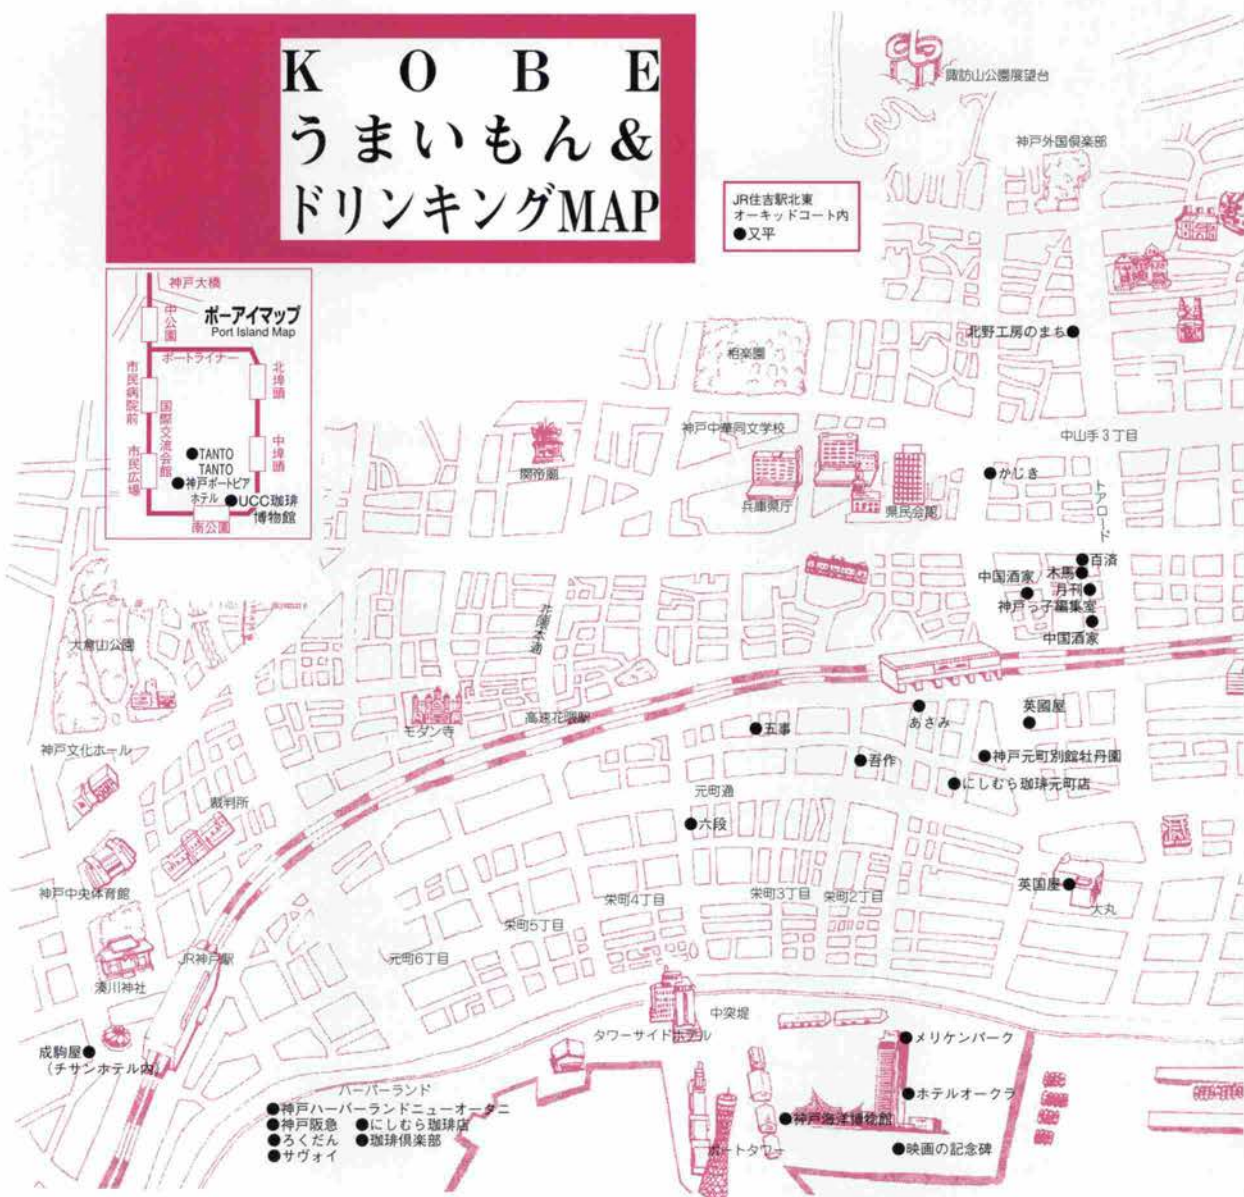 KOBE
うまいもん&
ドリンキングMAP
JR住吉駅北東
オーキッドコート内
●又平
諏訪山公園展望台
神戸外国倶楽部
北野工房のまち●
神戸大橋
ポーアイマップ
Port Island Map
中公園
ポートライナー
市民病院前
北埠頭
国際交流会館
中埠頭
市民広場
●TANTO
TANTO
●神戸ポートピア
ホテル
●UCC珈琲
博物館
南公園
相楽園
神戸中華同文学校
関帝廟
兵庫県庁
県民会館
中山手3丁目
●かじき
トアロード
●百済
木馬●
中国酒家
月刊●
神戸っ子編集室
中国酒家
大倉山公園
花隈本通
モダン寺
高速花隈駅
●五事
あさみ
英國屋
●吾作
●神戸元町別館牡丹園
●にしむら珈琲元町店
神戸文化ホール
裁判所
元町通
●六段
神戸中央体育館
英国屋●
大丸
栄町5丁目
栄町4丁目
栄町3丁目
栄町2丁目
元町6丁目
JR神戸駅
湊川神社
成駒屋●
(チサンホテル内)
中突堤
タワーサイドホテル
●メリケンパーク
●ホテルオークラ
●神戸海洋博物館
ポートタワー
●映画の記念碑
ハーバーランド
●神戸ハーバーランドニューオータニ
●神戸阪急 ●にしむら珈琲店
●ろくだん ●珈琲倶楽部
●サヴォイ